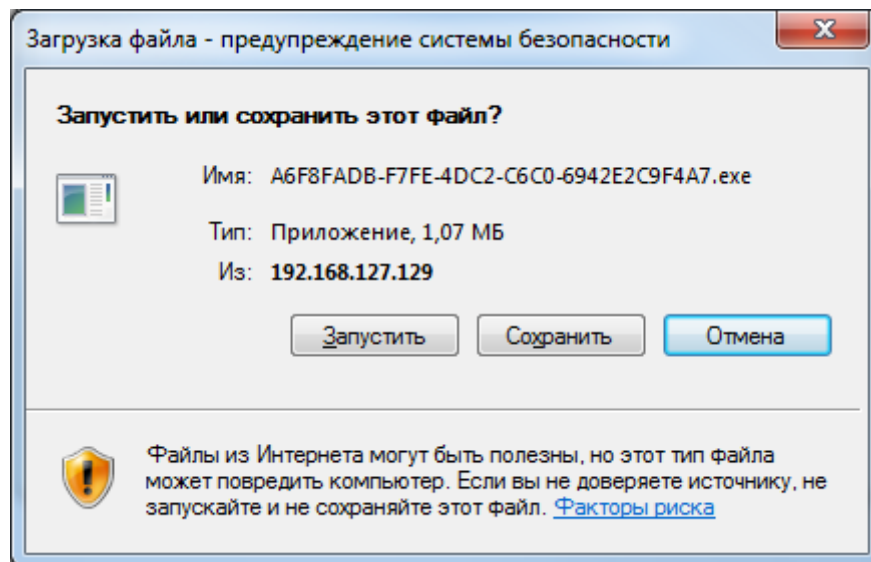 Загрузка файла - предупреждение системы безопасности
Запустить или сохранить этот файл?
Имя: A6F8FADB-F7FE-4DC2-C6C0-6942E2C9F4A7.exe
Тип: Приложение, 1,07 МБ
Из: 192.168.127.129
Запустить Сохранить Отмена
Файлы из Интернета могут быть полезны, но этот тип файла
может повредить компьютер. Если вы не доверяете источнику, не
запускайте и не сохраняйте этот файл. Факторы риска